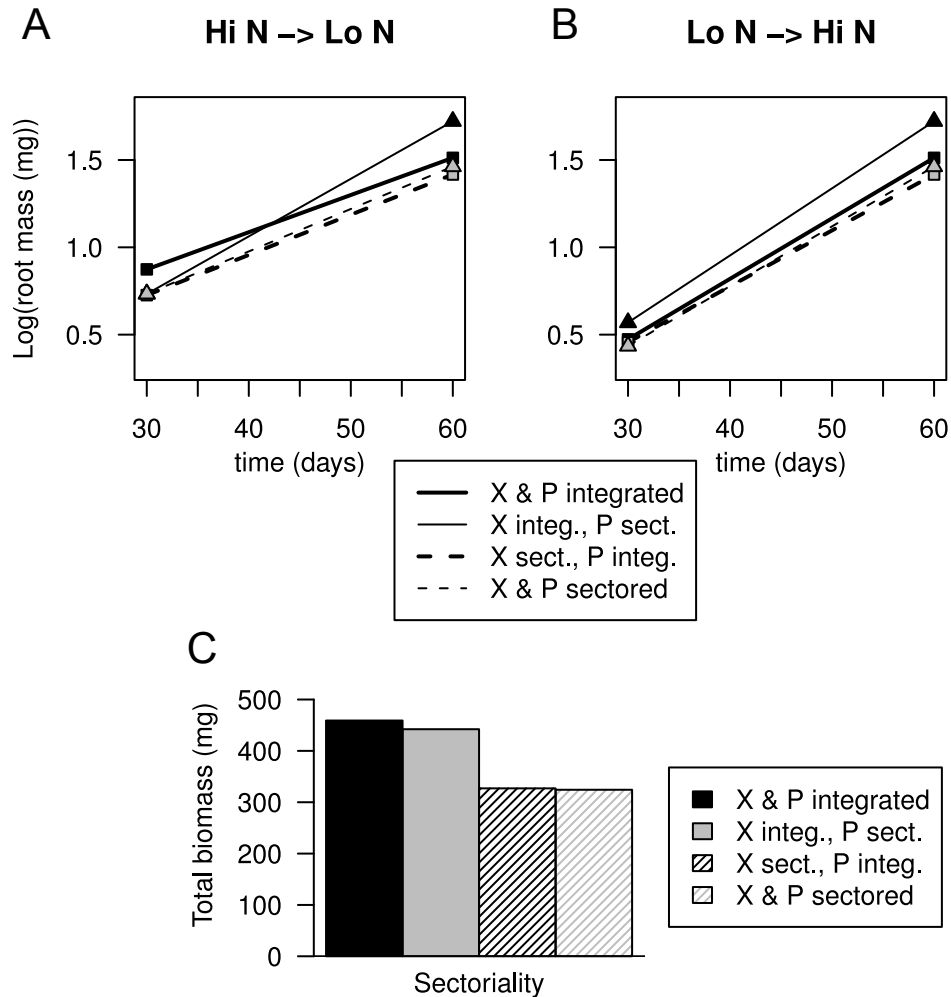 A
Hi N –> Lo N
B
Lo N –> Hi N
Log(root mass (mg))
1.5
1.0
0.5
30
40
50
60
time (days)
1.5
1.0
0.5
30
40
50
60
time (days)
X & P integrated
X integ., P sect.
X sect., P integ.
X & P sectored
C
Total biomass (mg)
500
400
300
200
100
0
Sectoriality
X & P integrated
X integ., P sect.
X sect., P integ.
X & P sectored